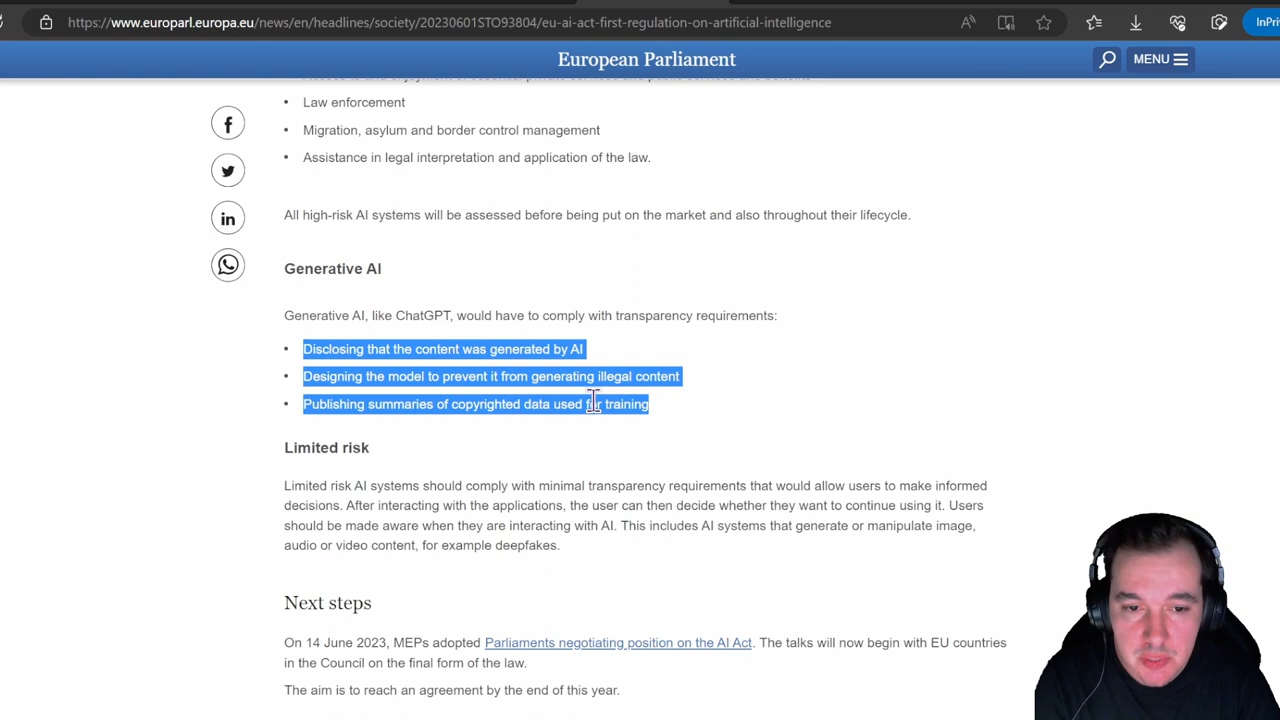 https://www.europarl.europa.eu/news/en/headlines/society/20230601STO93804/eu-ai-act-first-regulation-on-artificial-intelligence
InPriv
European Parliament
MENU
• Law enforcement
• Migration, asylum and border control management
• Assistance in legal interpretation and application of the law.
All high-risk AI systems will be assessed before being put on the market and also throughout their lifecycle.
Generative AI
Generative AI, like ChatGPT, would have to comply with transparency requirements:
• Disclosing that the content was generated by AI
• Designing the model to prevent it from generating illegal content
• Publishing summaries of copyrighted data used for training
Limited risk
Limited risk AI systems should comply with minimal transparency requirements that would allow users to make informed
decisions. After interacting with the applications, the user can then decide whether they want to continue using it. Users
should be made aware when they are interacting with AI. This includes AI systems that generate or manipulate image,
audio or video content, for example deepfakes.
Next steps
On 14 June 2023, MEPs adopted Parliaments negotiating position on the AI Act. The talks will now begin with EU countries
in the Council on the final form of the law.
The aim is to reach an agreement by the end of this year.